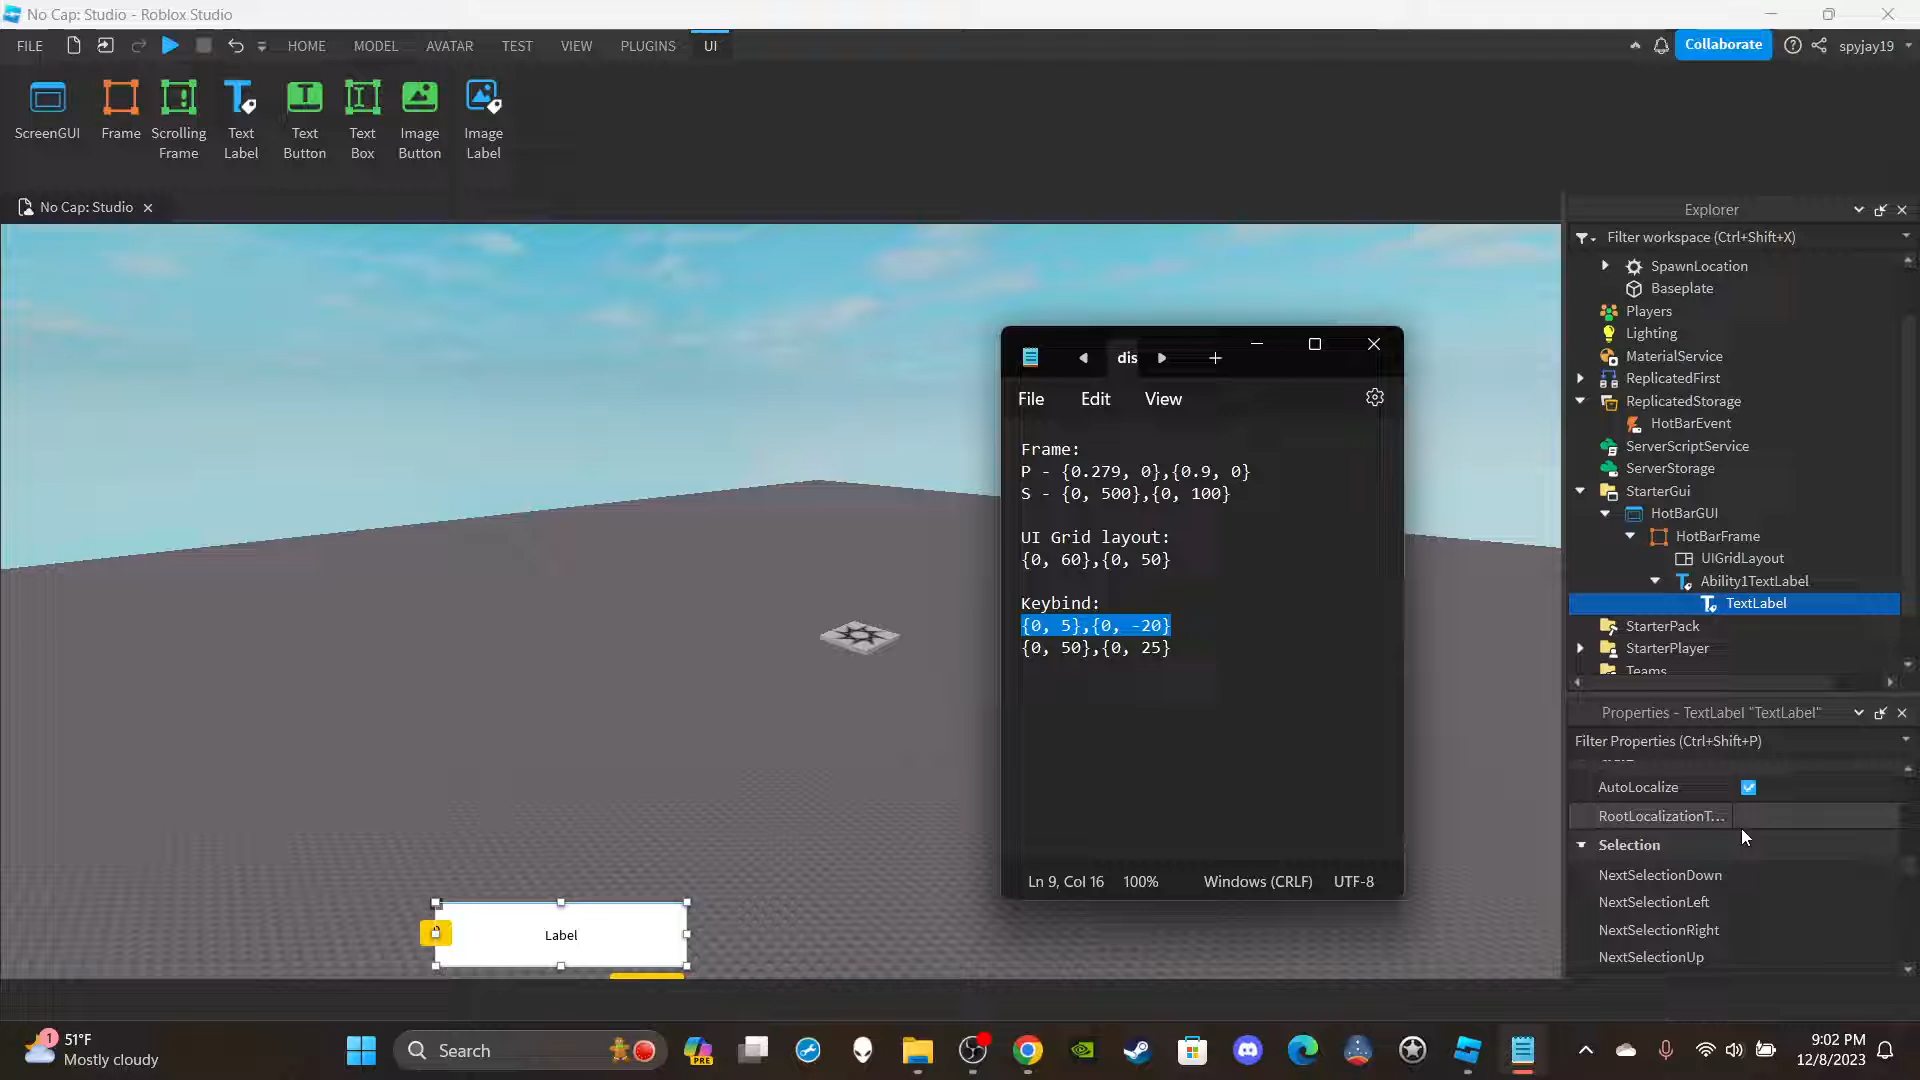 No Cap: Studio - Roblox Studio
FILE
HOME
MODEL
AVATAR
TEST
VIEW
PLUGINS
UI
Collaborate
spyjay19
ScreenGUI
Frame
Scrolling
Frame
Text
Label
Text
Button
Text
Box
Image
Button
Image
Label
No Cap: Studio
Explorer
Filter workspace (Ctrl+Shift+X)
SpawnLocation
Baseplate
Players
Lighting
MaterialService
ReplicatedFirst
ReplicatedStorage
HotBarEvent
ServerScriptService
ServerStorage
StarterGui
HotBarGUI
HotBarFrame
UIGridLayout
Ability1TextLabel
TextLabel
StarterPack
StarterPlayer
Teams
dis
File
Edit
View
Frame:
P - {0.279, 0},{0.9, 0}
S - {0, 500},{0, 100}
UI Grid layout:
{0, 60},{0, 50}
Keybind:
{0, 5},{0, -20}
{0, 50},{0, 25}
Ln 9, Col 16
100%
Windows (CRLF)
UTF-8
Properties - TextLabel "TextLabel"
Filter Properties (Ctrl+Shift+P)
AutoLocalize
RootLocalizationT...
Selection
NextSelectionDown
NextSelectionLeft
NextSelectionRight
NextSelectionUp
Label
1
51°F
Mostly cloudy
Search
PRE
9:02 PM
12/8/2023